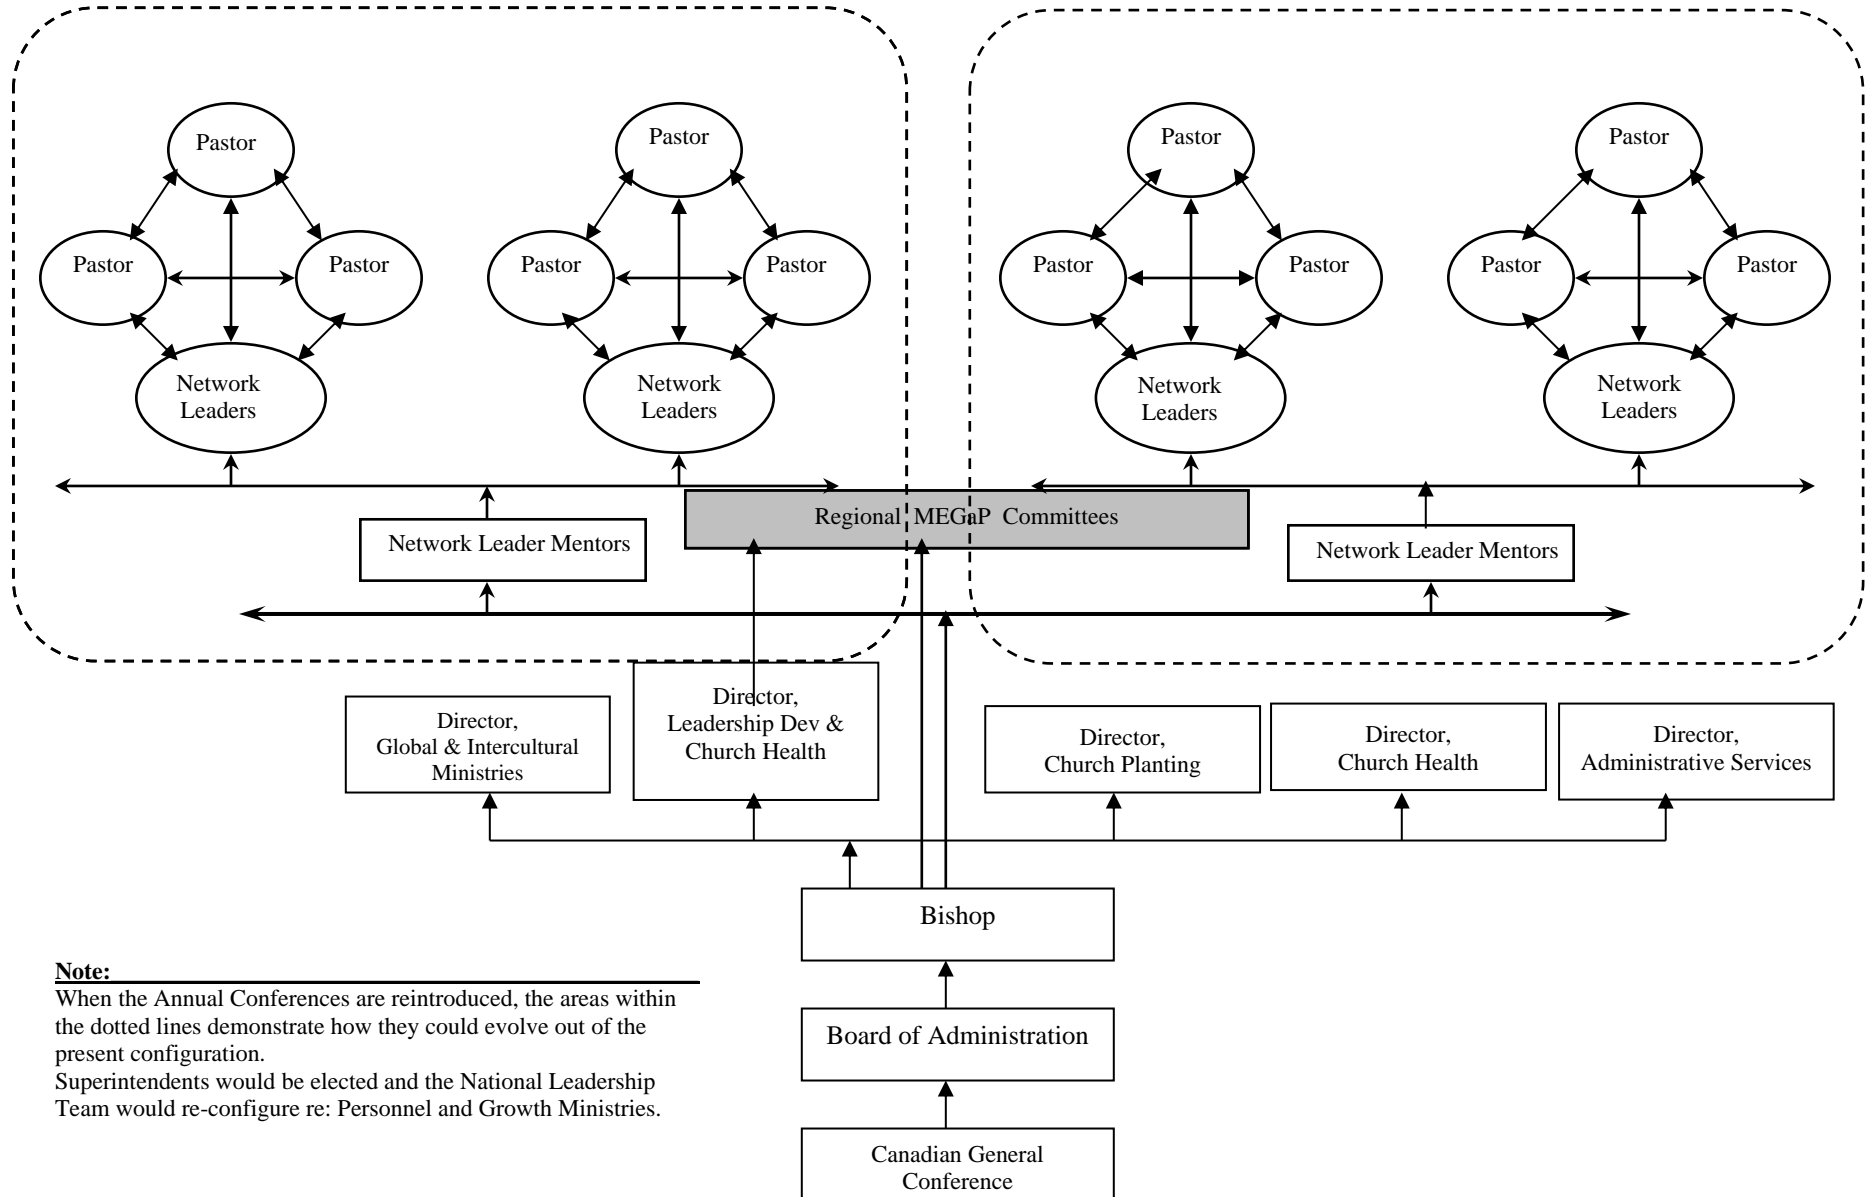 Pastor
Pastor
Pastor
Pastor
Pastor
Pastor
Pastor
Pastor
Pastor
Pastor
Pastor
Pastor
Network
Leaders
Network
Leaders
Network
Leaders
Network
Leaders
Regional MEGaP Committees
Network Leader Mentors
Network Leader Mentors
Director,
Global & Intercultural
Ministries
Director,
Leadership Dev &
Church Health
Director,
Church Planting
Director,
Church Health
Director,
Administrative Services
Bishop
Board of Administration
Canadian General
Conference
Note:
When the Annual Conferences are reintroduced, the areas within
the dotted lines demonstrate how they could evolve out of the
present configuration.
Superintendents would be elected and the National Leadership
Team would re-configure re: Personnel and Growth Ministries.